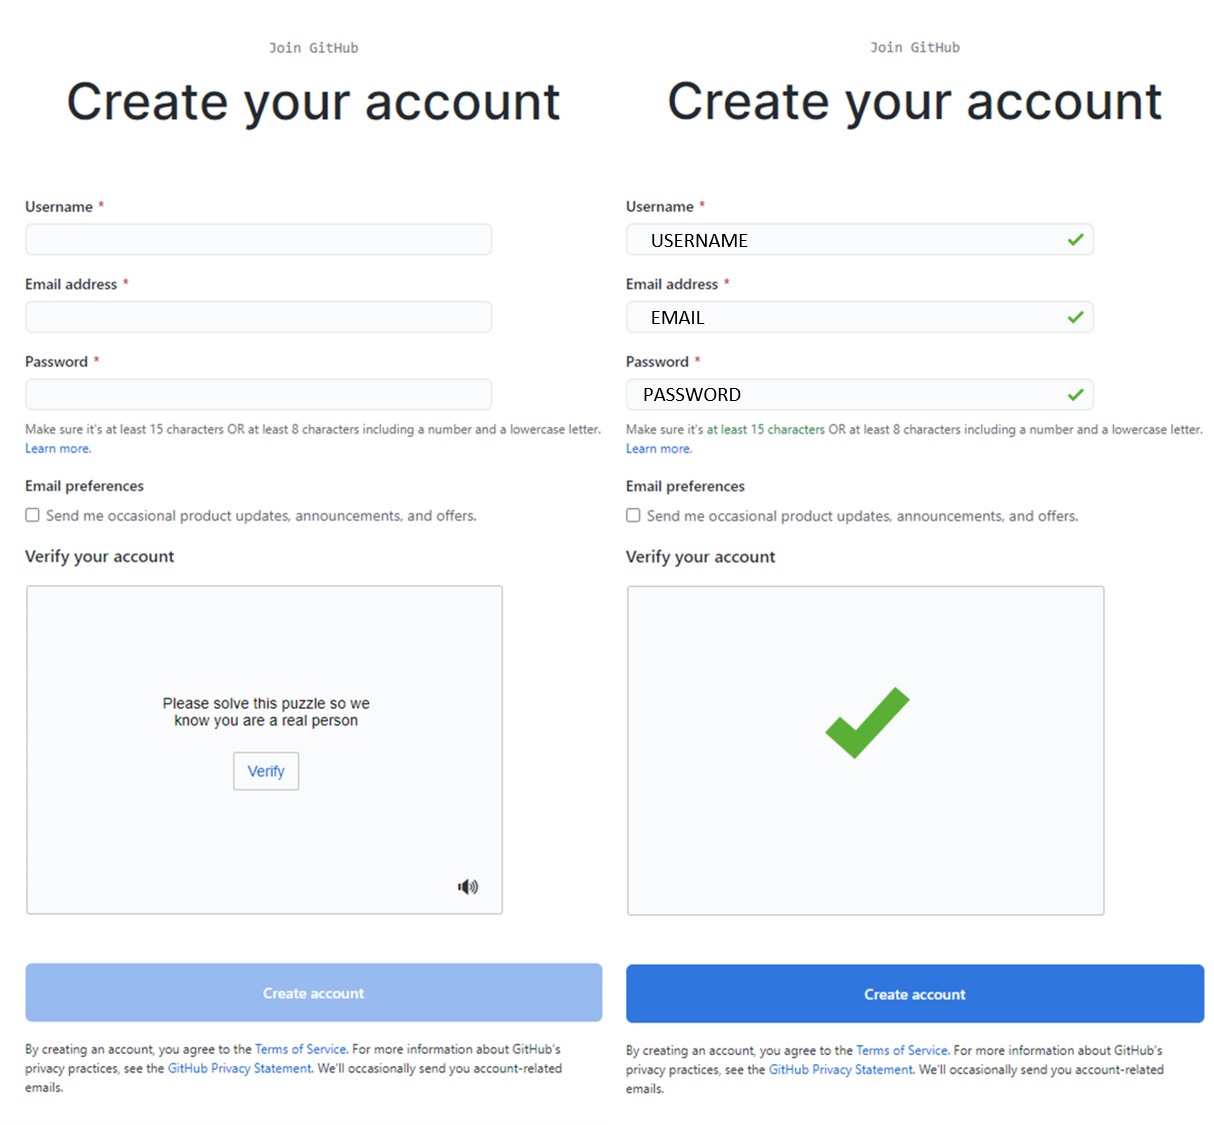 Join GitHub
Create your account
Username *
Email address *
Password *
Make sure it's at least 15 characters OR at least 8 characters including a number and a lowercase letter.
Learn more.
Email preferences
Send me occasional product updates, announcements, and offers.
Verify your account
Please solve this puzzle so we
know you are a real person
Verify
Create account
By creating an account, you agree to the Terms of Service. For more information about GitHub's
privacy practices, see the GitHub Privacy Statement. We'll occasionally send you account-related
emails.
Join GitHub
Create your account
Username *
USERNAME
Email address *
EMAIL
Password *
PASSWORD
Make sure it's at least 15 characters OR at least 8 characters including a number and a lowercase letter.
Learn more.
Email preferences
Send me occasional product updates, announcements, and offers.
Verify your account
Create account
By creating an account, you agree to the Terms of Service. For more information about GitHub's
privacy practices, see the GitHub Privacy Statement. We'll occasionally send you account-related
emails.